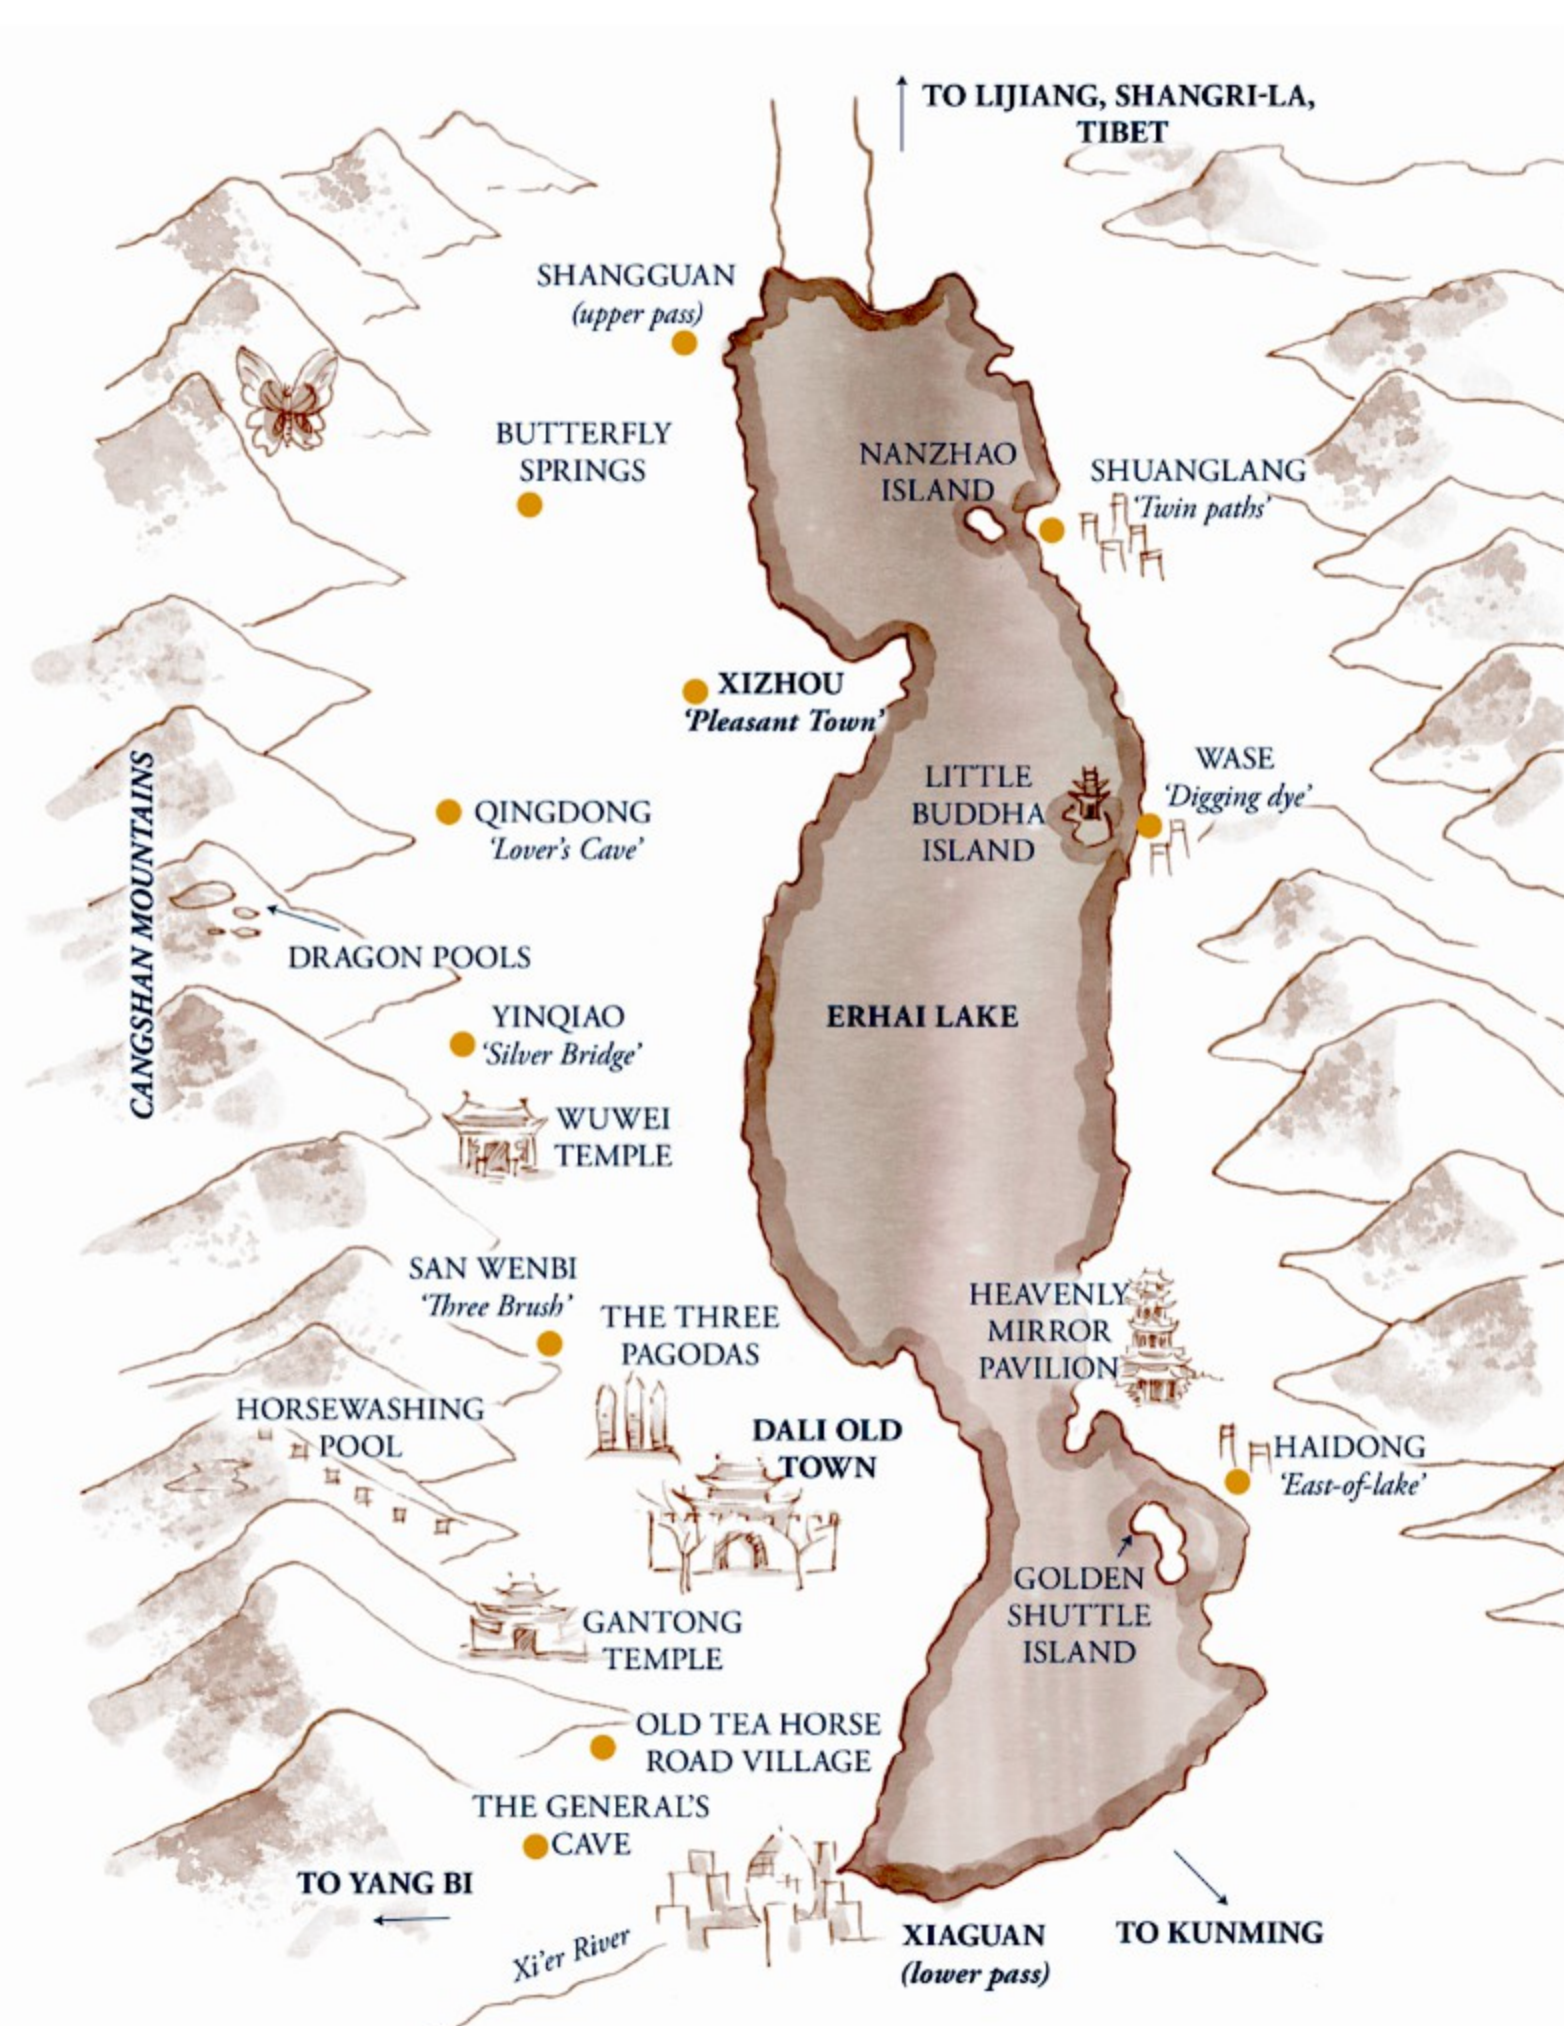 TO LIJIANG, SHANGRI-LA,
TIBET
SHANGGUAN
(upper pass)
BUTTERFLY
SPRINGS
NANZHAO
ISLAND
SHUANGLANG
'Twin paths'
XIZHOU
'Pleasant Town'
LITTLE
BUDDHA
ISLAND
WASE
'Digging dye'
QINGDONG
'Lover's Cave'
CANGSHAN MOUNTAINS
DRAGON POOLS
YINQIAO
'Silver Bridge'
ERHAI LAKE
WUWEI
TEMPLE
SAN WENBI
'Three Brush'
THE THREE
PAGODAS
HEAVENLY
MIRROR
PAVILION
HORSEWASHING
POOL
DALI OLD
TOWN
HAIDONG
'East-of-lake'
GOLDEN
SHUTTLE
ISLAND
GANTONG
TEMPLE
OLD TEA HORSE
ROAD VILLAGE
THE GENERAL'S
CAVE
TO YANG BI
Xi'er River
XIAGUAN
(lower pass)
TO KUNMING